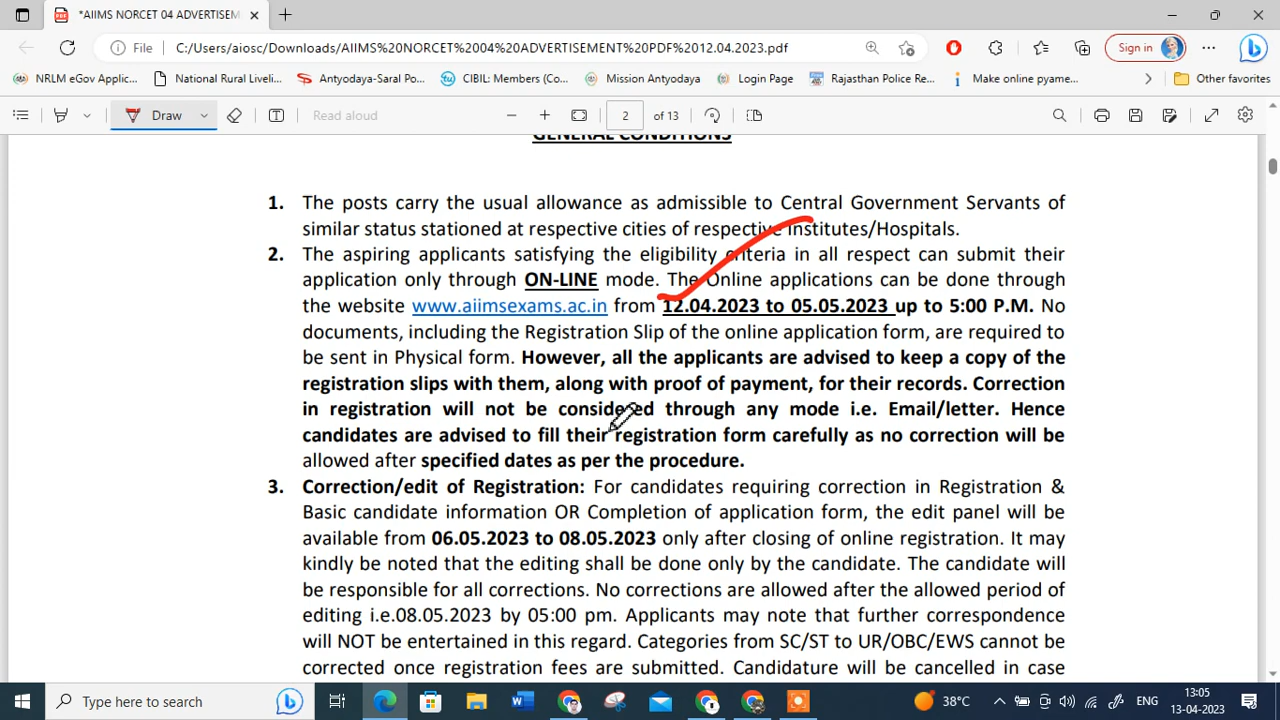 *AIIMS NORCET 04 ADVERTISEM
File C:/Users/aiosc/Downloads/AIIMS%20NORCET%2004%20ADVERTISEMENT%20PDF%2012.04.2023.pdf Sign in
NRLM eGov Applic... National Rural Liveli... Antyodaya-Saral Po... CIBIL: Members (Co... Mission Antyodaya Login Page Rajasthan Police Re... Make online pyame... Other favorites
Draw Read aloud 2 of 13
GENERAL CONDITIONS
1. The posts carry the usual allowance as admissible to Central Government Servants of
similar status stationed at respective cities of respective Institutes/Hospitals.
2. The aspiring applicants satisfying the eligibility criteria in all respect can submit their
application only through ON-LINE mode. The Online applications can be done through
the website www.aiimsexams.ac.in from 12.04.2023 to 05.05.2023 up to 5:00 P.M. No
documents, including the Registration Slip of the online application form, are required to
be sent in Physical form. However, all the applicants are advised to keep a copy of the
registration slips with them, along with proof of payment, for their records. Correction
in registration will not be considered through any mode i.e. Email/letter. Hence
candidates are advised to fill their registration form carefully as no correction will be
allowed after specified dates as per the procedure.
3. Correction/edit of Registration: For candidates requiring correction in Registration &
Basic candidate information OR Completion of application form, the edit panel will be
available from 06.05.2023 to 08.05.2023 only after closing of online registration. It may
kindly be noted that the editing shall be done only by the candidate. The candidate will
be responsible for all corrections. No corrections are allowed after the allowed period of
editing i.e.08.05.2023 by 05:00 pm. Applicants may note that further correspondence
will NOT be entertained in this regard. Categories from SC/ST to UR/OBC/EWS cannot be
corrected once registration fees are submitted. Candidature will be cancelled in case
Type here to search 38°C ENG 13:05
13-04-2023